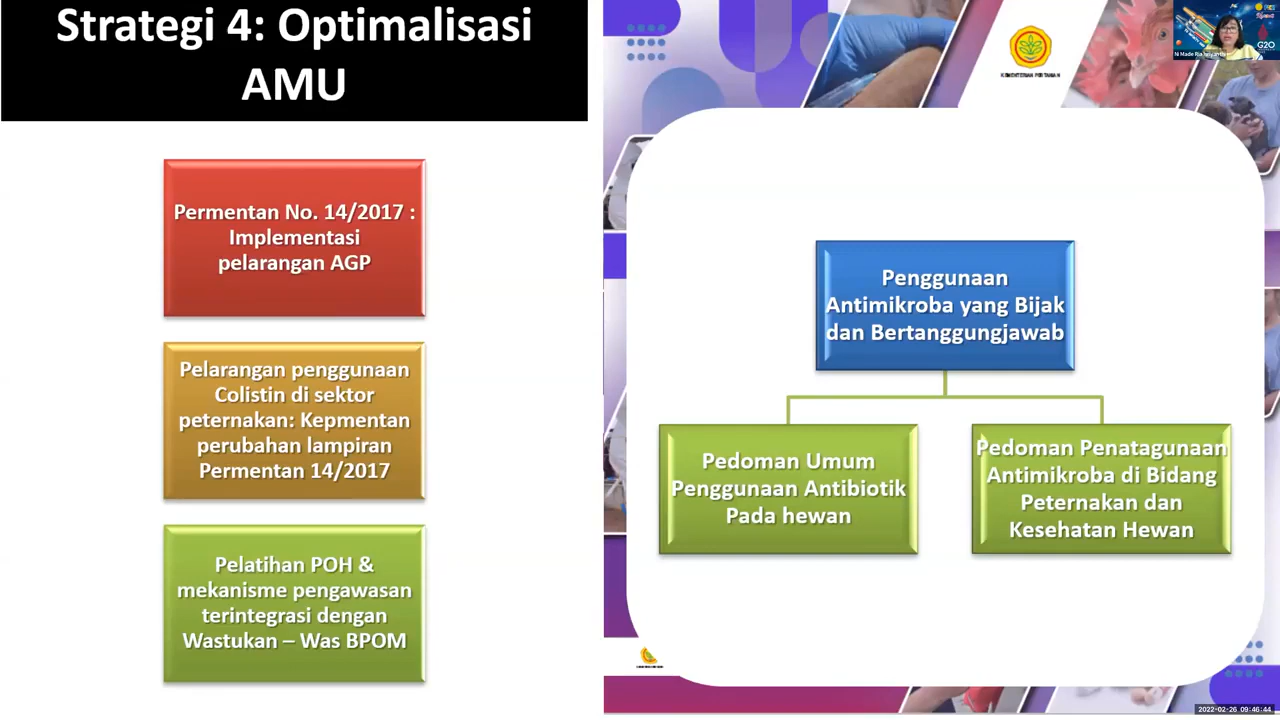 Strategi 4: Optimalisasi
AMU
Permentan No. 14/2017 :
Implementasi
pelarangan AGP
Pelarangan penggunaan
Colistin di sektor
peternakan: Kepmentan
perubahan lampiran
Permentan 14/2017
Pelatihan POH &
mekanisme pengawasan
terintegrasi dengan
Wastukan – Was BPOM
KEMENTERIAN PERTANIAN
G20
Penggunaan
Antimikroba yang Bijak
dan Bertanggungjawab
Pedoman Umum
Penggunaan Antibiotik
Pada hewan
Pedoman Penatagunaan
Antimikroba di Bidang
Peternakan dan
Kesehatan Hewan
2022-02-26 09:46:44